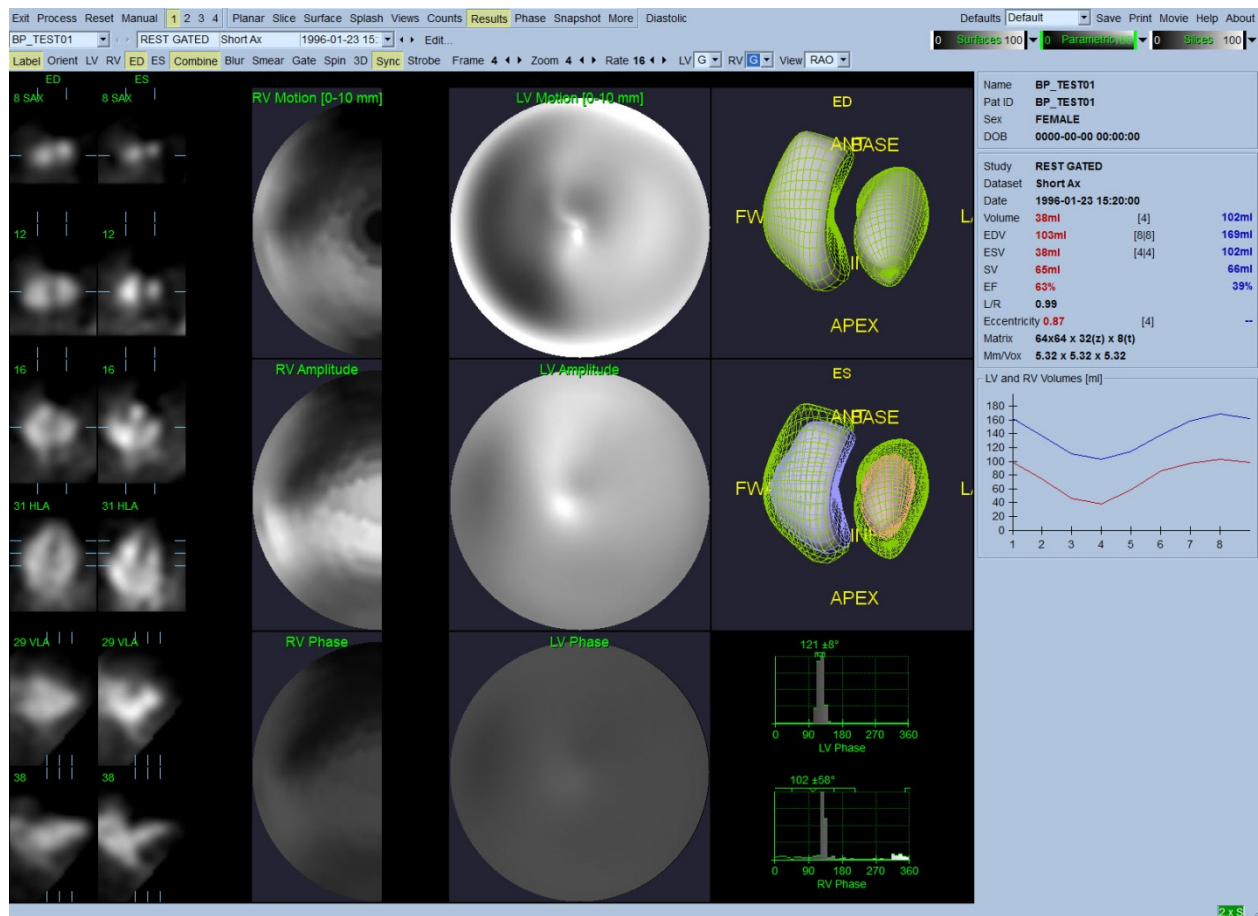 Exit Process Reset Manual 1 2 3 4 Planar Slice Surface Splash Views Counts Results Phase Snapshot More Diastolic Defaults Default Save Print Movie Help About
BP_TEST01 REST GATED Short Ax 1996-01-23 15: Edit... 0 Surfaces 100 0 Parametric 100 0 Slices 100
Label Orient LV RV ED ES Combine Blur Smear Gate Spin 3D Sync Strobe Frame 4 Zoom 4 Rate 16 LV G RV G View RAO
ED ES
8 SAX 8
12 12
16 16
31 HLA 31
29 VLA 29
38 38
RV Motion [0-10 mm] LV Motion [0-10 mm] ED
ANT BASE
FW
APEX
RV Amplitude LV Amplitude ES
ANT BASE
FW
APEX
RV Phase LV Phase
121 ±8°
0 90 180 270 360
LV Phase
102 ±58°
0 90 180 270 360
RV Phase
Name BP_TEST01
Pat ID BP_TEST01
Sex FEMALE
DOB 0000-00-00 00:00:00
Study REST GATED
Dataset Short Ax
Date 1996-01-23 15:20:00
Volume 38ml [4] 102ml
EDV 103ml [8|8] 169ml
ESV 38ml [4|4] 102ml
SV 65ml 66ml
EF 63% 39%
L/R 0.99
Eccentricity 0.87 [4] --
Matrix 64x64 x 32(z) x 8(t)
Mm/Vox 5.32 x 5.32 x 5.32
LV and RV Volumes [ml]
180
160
140
120
100
80
60
40
20
0
1 2 3 4 5 6 7 8
2 x S